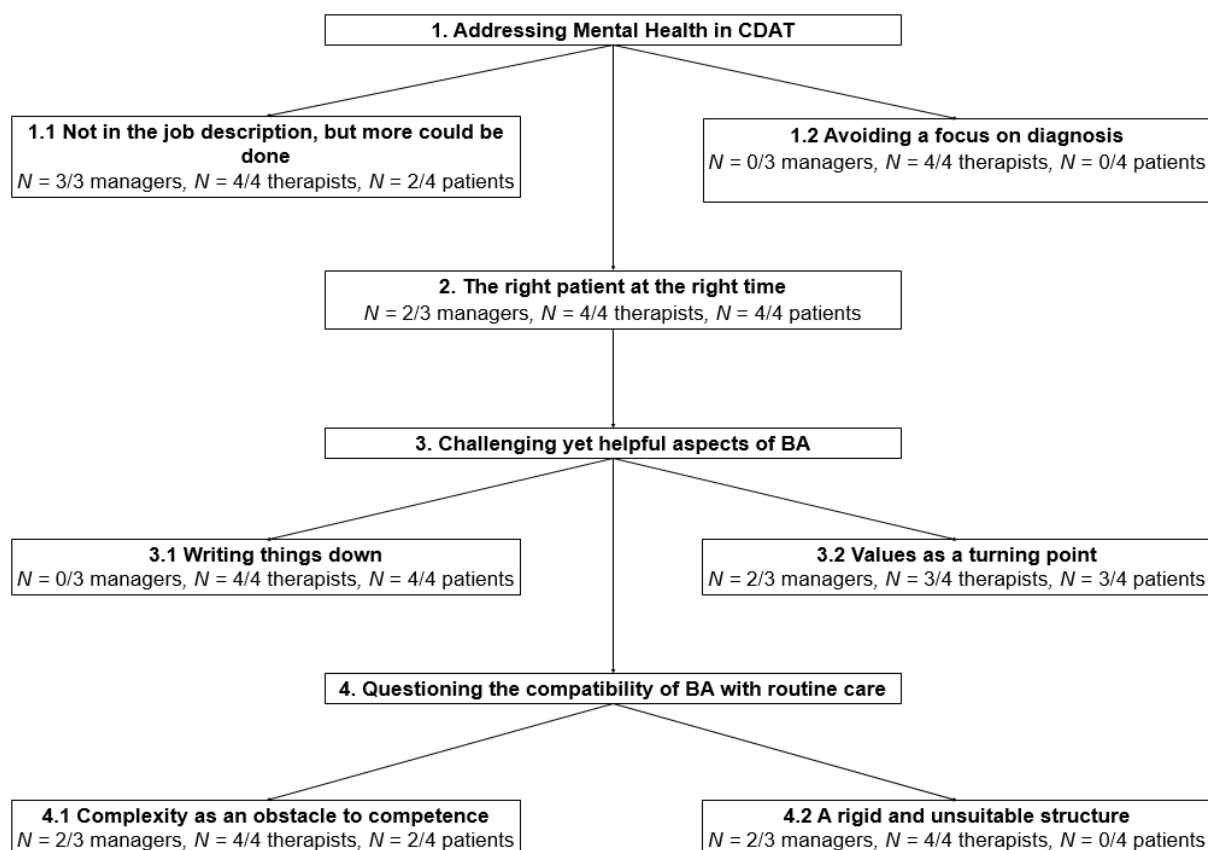 1. Addressing Mental Health in CDAT
1.1 Not in the job description, but more could be
done
N = 3/3 managers, N = 4/4 therapists, N = 2/4 patients
1.2 Avoiding a focus on diagnosis
N = 0/3 managers, N = 4/4 therapists, N = 0/4 patients
2. The right patient at the right time
N = 2/3 managers, N = 4/4 therapists, N = 4/4 patients
3. Challenging yet helpful aspects of BA
3.1 Writing things down
N = 0/3 managers, N = 4/4 therapists, N = 4/4 patients
3.2 Values as a turning point
N = 2/3 managers, N = 3/4 therapists, N = 3/4 patients
4. Questioning the compatibility of BA with routine care
4.1 Complexity as an obstacle to competence
N = 2/3 managers, N = 4/4 therapists, N = 2/4 patients
4.2 A rigid and unsuitable structure
N = 2/3 managers, N = 4/4 therapists, N = 0/4 patients